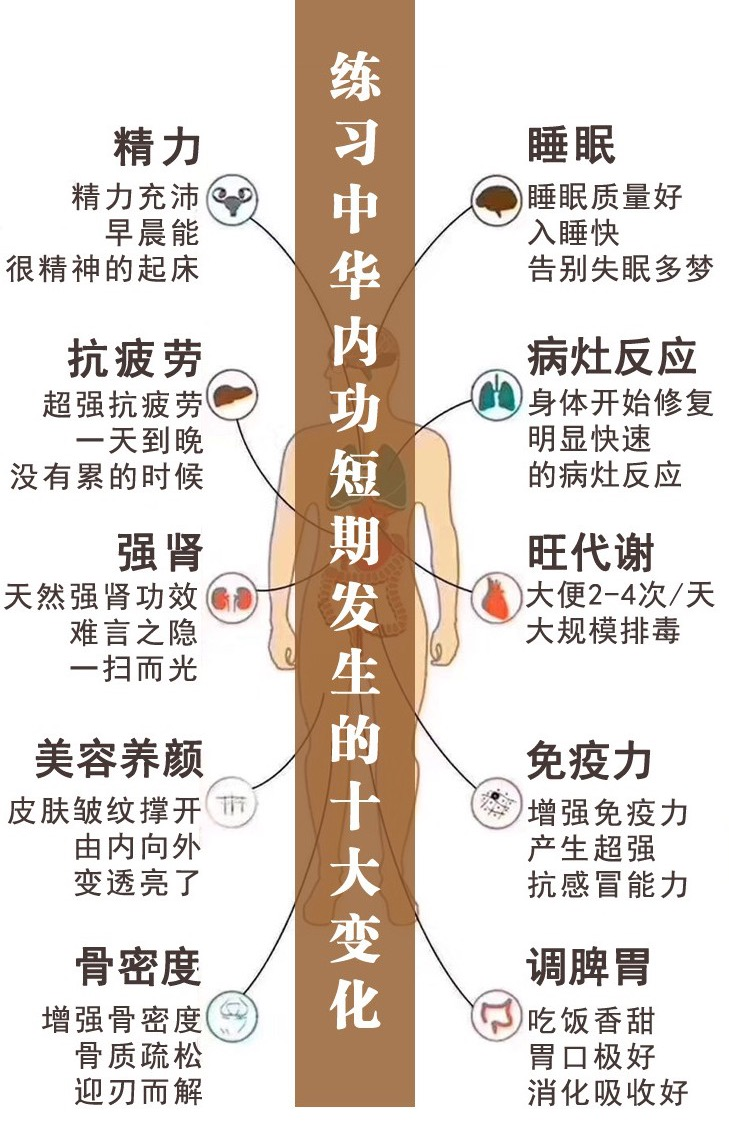 练习中华内功短期发生的十大变化
精力
精力充沛
早晨能
很精神的起床
抗疲劳
超强抗疲劳
一天到晚
没有累的时候
强肾
天然强肾功效
难言之隐
一扫而光
美容养颜
皮肤皱纹撑开
由内向外
变透亮了
骨密度
增强骨密度
骨质疏松
迎刃而解
睡眠
睡眠质量好
入睡快
告别失眠多梦
病灶反应
身体开始修复
明显快速
的病灶反应
旺代谢
大便2-4次/天
大规模排毒
免疫力
增强免疫力
产生超强
抗感冒能力
调脾胃
吃饭香甜
胃口极好
消化吸收好